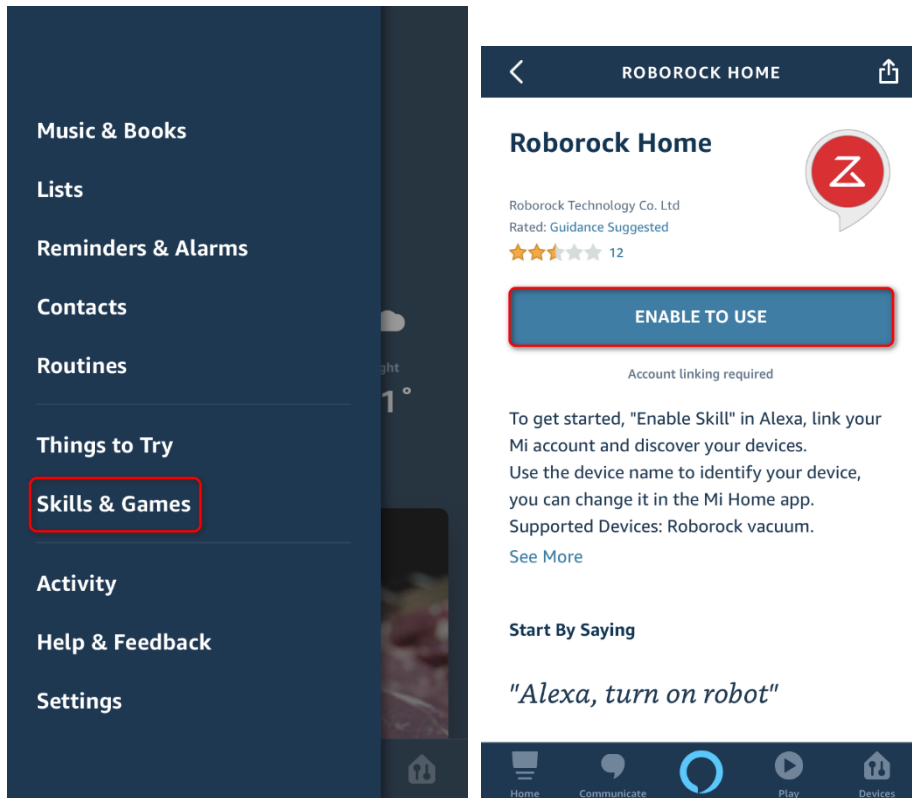 Music & Books
Lists
Reminders & Alarms
Contacts
Routines
Things to Try
Skills & Games
Activity
Help & Feedback
Settings
ght
1°
ROBOROCK HOME
Roborock Home
Roborock Technology Co. Ltd
Rated: Guidance Suggested
12
ENABLE TO USE
Account linking required
To get started, "Enable Skill" in Alexa, link your
Mi account and discover your devices.
Use the device name to identify your device,
you can change it in the Mi Home app.
Supported Devices: Roborock vacuum.
See More
Start By Saying
"Alexa, turn on robot"
Home Communicate Play Devices